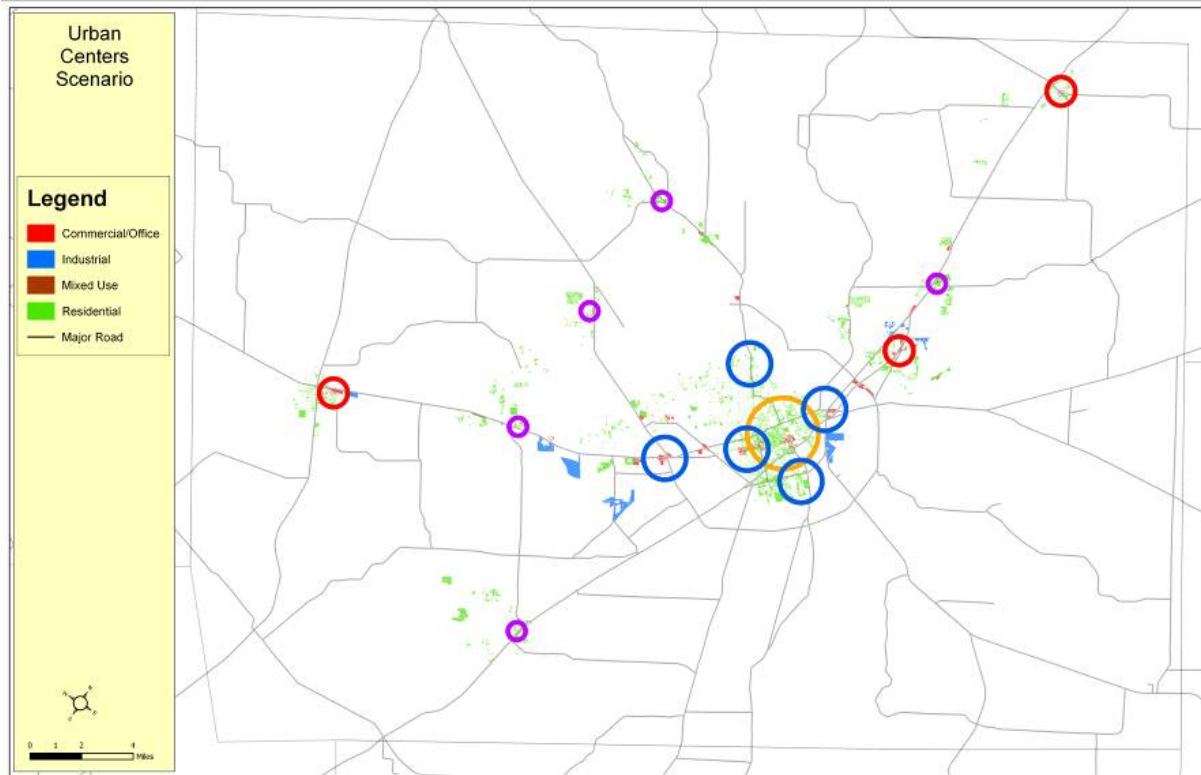 Urban
Centers
Scenario
Legend
Commercial/Office
Industrial
Mixed Use
Residential
Major Road
0 1 2 4
Miles